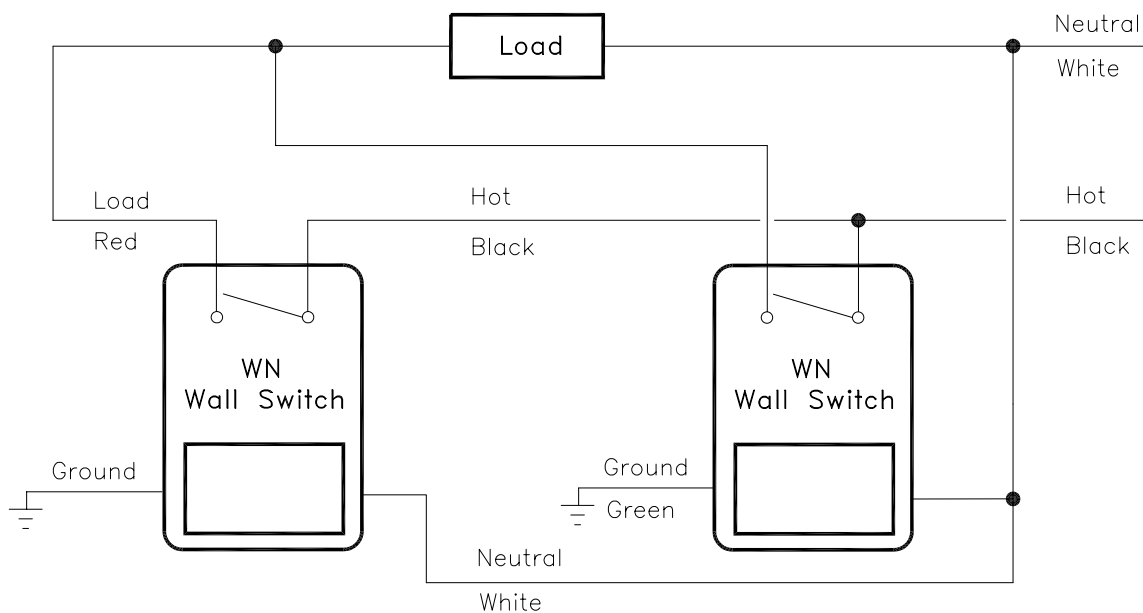 Neutral
White
Load
Load
Red
Hot
Black
Hot
Black
WN
Wall Switch
WN
Wall Switch
Ground
Ground
Green
Neutral
White